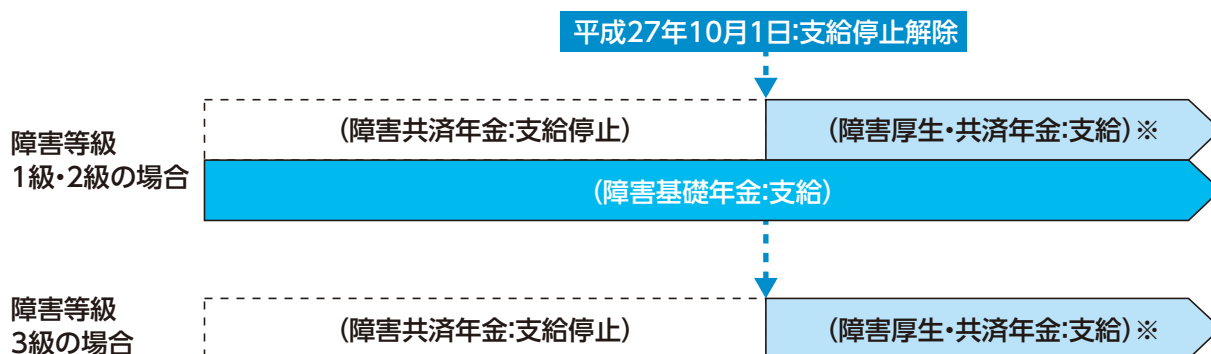 平成27年10月1日:支給停止解除
障害等級
1級・2級の場合
(障害共済年金:支給停止)
(障害厚生・共済年金:支給)※
(障害基礎年金:支給)
障害等級
3級の場合
(障害共済年金:支給停止)
(障害厚生・共済年金:支給)※